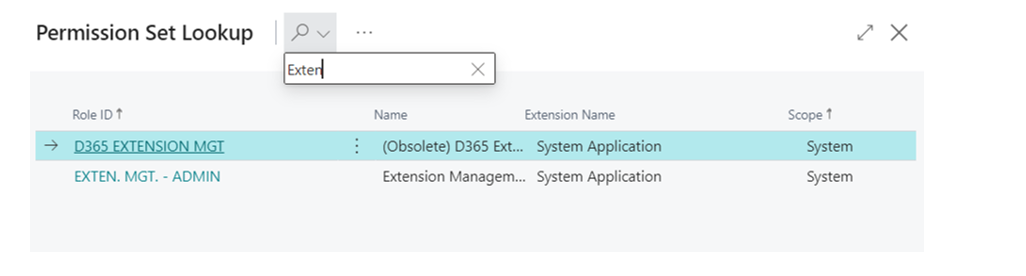 Permission Set Lookup
Exten
Role ID↑ Name Extension Name Scope↑
D365 EXTENSION MGT (Obsolete) D365 Ext... System Application System
EXTEN. MGT. - ADMIN Extension Managem... System Application System